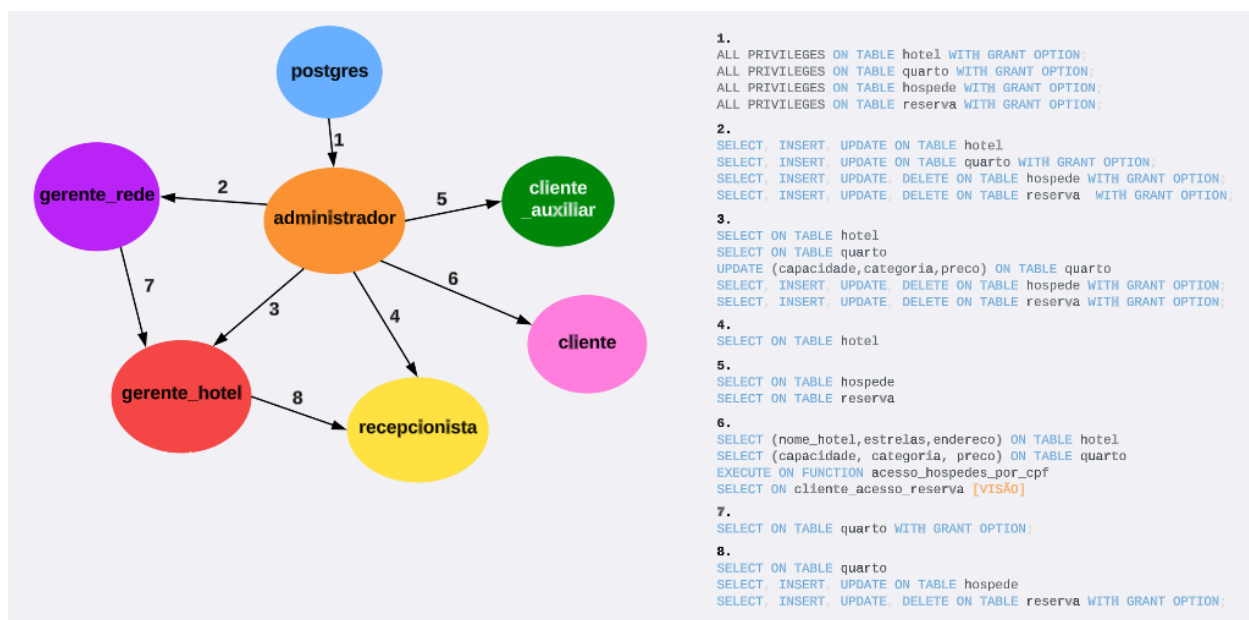 postgres
1
gerente_rede
2
administrador
5
cliente
_auxiliar
7
3
4
6
cliente
gerente_hotel
8
recepcionista
1.
ALL PRIVILEGES ON TABLE hotel WITH GRANT OPTION;
ALL PRIVILEGES ON TABLE quarto WITH GRANT OPTION;
ALL PRIVILEGES ON TABLE hospede WITH GRANT OPTION;
ALL PRIVILEGES ON TABLE reserva WITH GRANT OPTION;
2.
SELECT, INSERT, UPDATE ON TABLE hotel
SELECT, INSERT, UPDATE ON TABLE quarto WITH GRANT OPTION;
SELECT, INSERT, UPDATE, DELETE ON TABLE hospede WITH GRANT OPTION;
SELECT, INSERT, UPDATE, DELETE ON TABLE reserva WITH GRANT OPTION;
3.
SELECT ON TABLE hotel
SELECT ON TABLE quarto
UPDATE (capacidade,categoria,preco) ON TABLE quarto
SELECT, INSERT, UPDATE, DELETE ON TABLE hospede WITH GRANT OPTION;
SELECT, INSERT, UPDATE, DELETE ON TABLE reserva WITH GRANT OPTION;
4.
SELECT ON TABLE hotel
5.
SELECT ON TABLE hospede
SELECT ON TABLE reserva
6.
SELECT (nome_hotel,estrelas,endereco) ON TABLE hotel
SELECT (capacidade, categoria, preco) ON TABLE quarto
EXECUTE ON FUNCTION acesso_hospedes_por_cpf
SELECT ON cliente_acesso_reserva [VISÃO]
7.
SELECT ON TABLE quarto WITH GRANT OPTION;
8.
SELECT ON TABLE quarto
SELECT, INSERT, UPDATE ON TABLE hospede
SELECT, INSERT, UPDATE, DELETE ON TABLE reserva WITH GRANT OPTION;